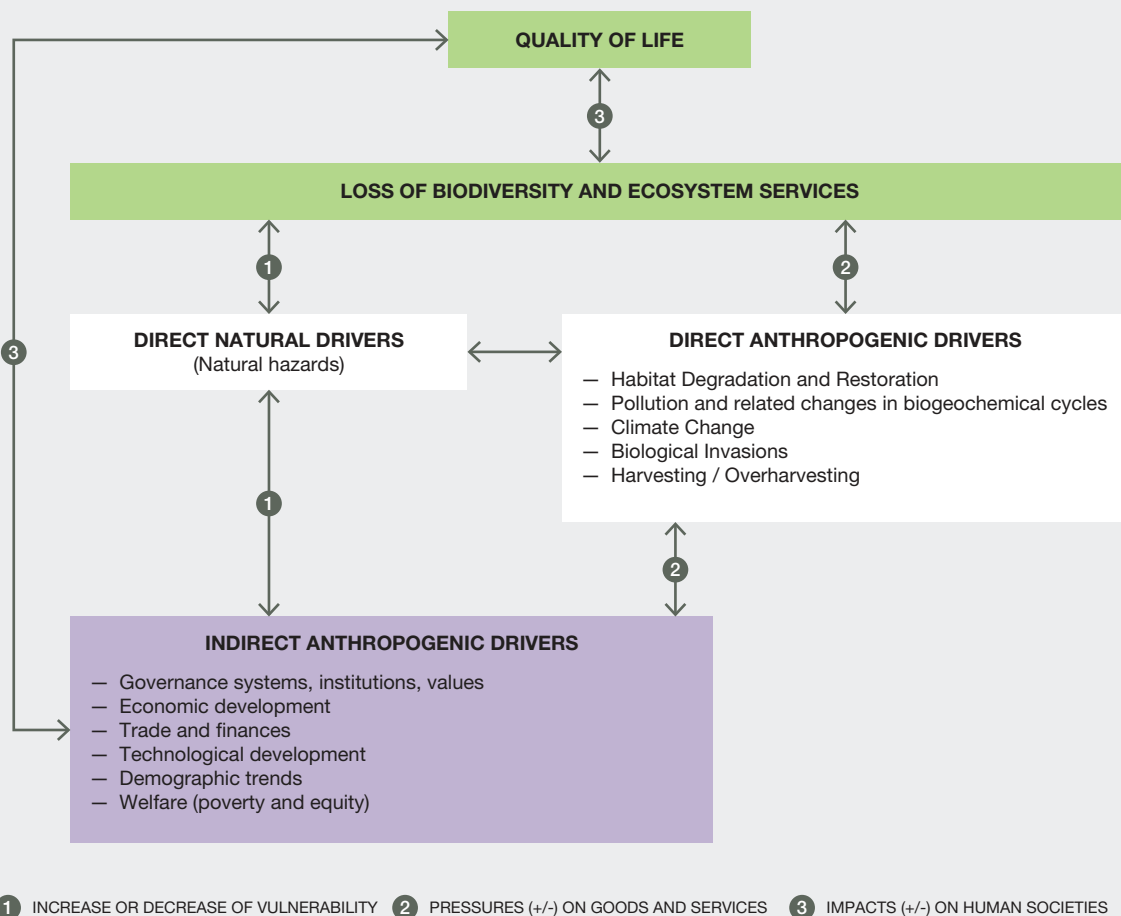 QUALITY OF LIFE
3
LOSS OF BIODIVERSITY AND ECOSYSTEM SERVICES
1
2
DIRECT NATURAL DRIVERS
(Natural hazards)
3
DIRECT ANTHROPOGENIC DRIVERS
— Habitat Degradation and Restoration
— Pollution and related changes in biogeochemical cycles
— Climate Change
— Biological Invasions
— Harvesting / Overharvesting
1
2
INDIRECT ANTHROPOGENIC DRIVERS
— Governance systems, institutions, values
— Economic development
— Trade and finances
— Technological development
— Demographic trends
— Welfare (poverty and equity)
1 INCREASE OR DECREASE OF VULNERABILITY 2 PRESSURES (+/-) ON GOODS AND SERVICES 3 IMPACTS (+/-) ON HUMAN SOCIETIES